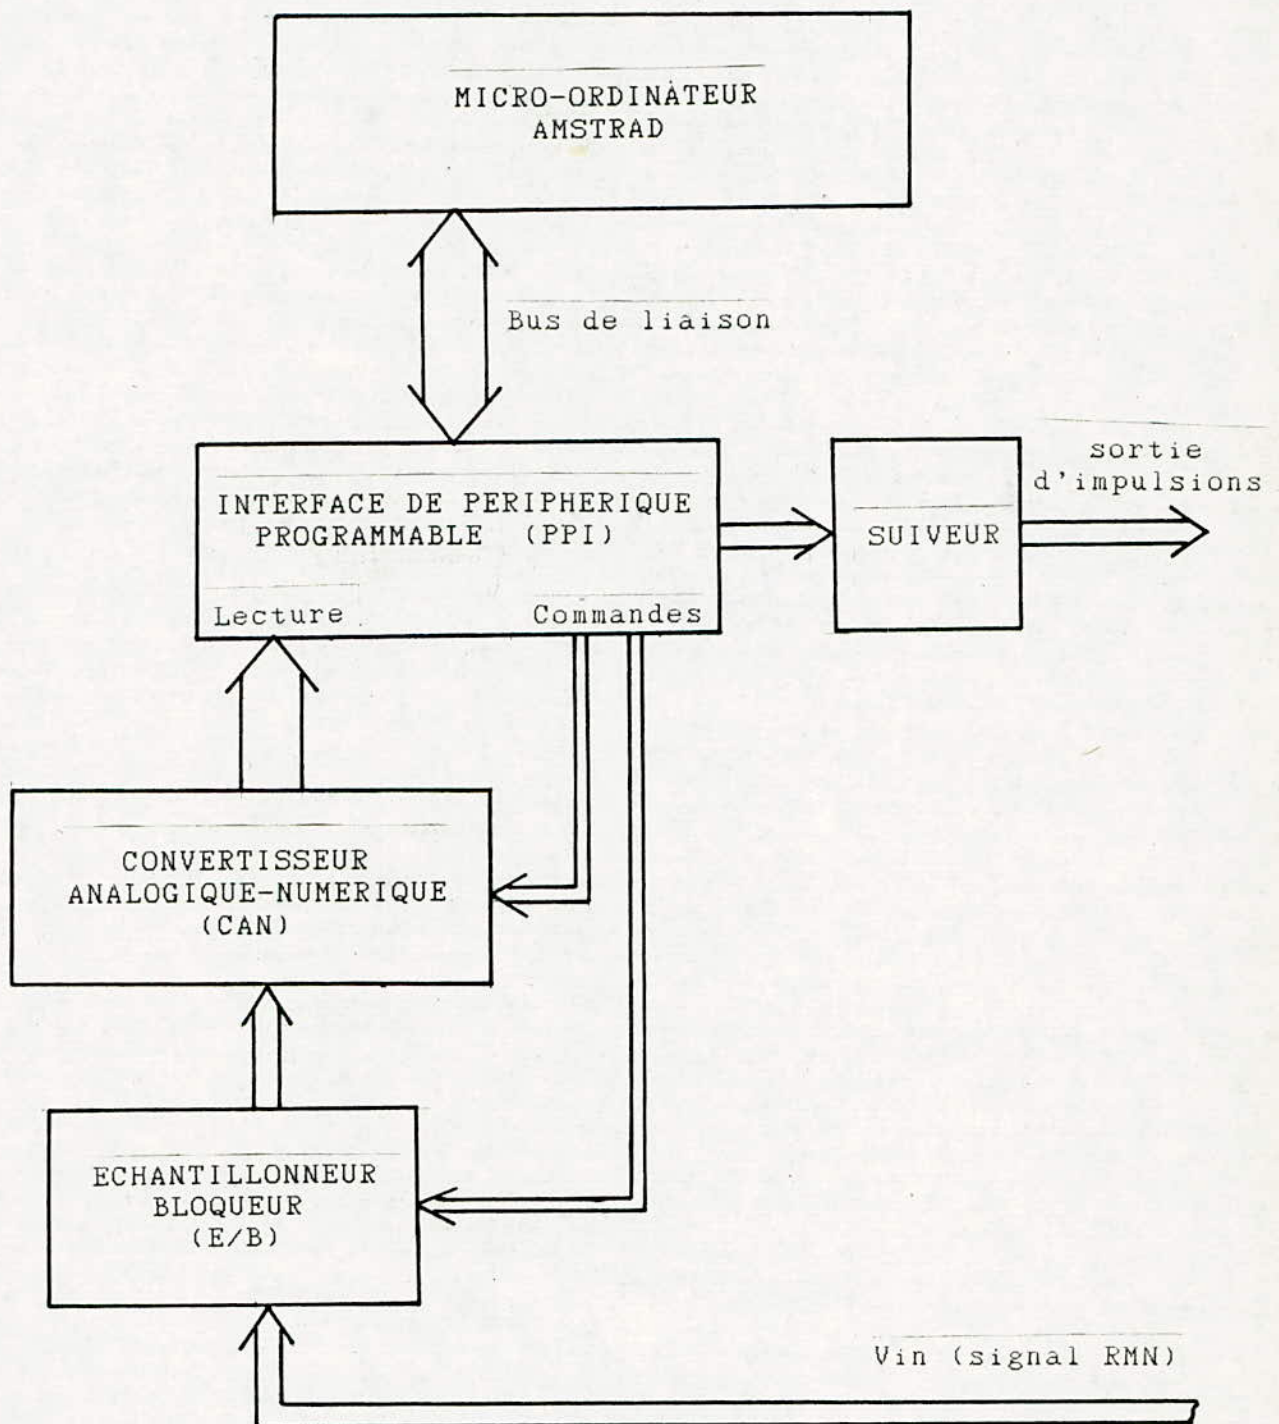 MICRO-ORDINATEUR
AMSTRAD
Bus de liaison
INTERFACE DE PERIPHERIQUE
PROGRAMMABLE (PPI)
Lecture
Commandes
SUIVEUR
sortie
d'impulsions
CONVERTISSEUR
ANALOGIQUE-NUMERIQUE
(CAN)
ECHANTILLONNEUR
BLOQUEUR
(E/B)
Vin (signal RMN)